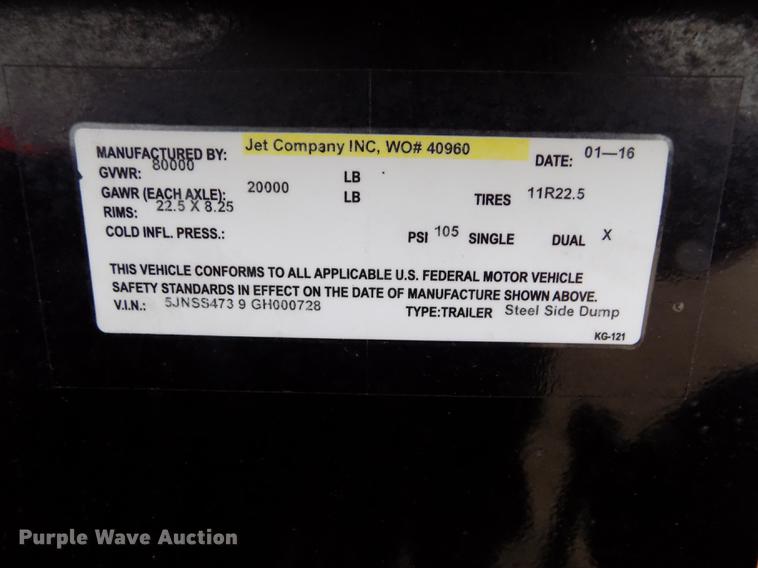 MANUFACTURED BY: Jet Company INC, WO# 40960 DATE: 01—16
GVWR: 80000 LB
GAWR (EACH AXLE): 20000 LB TIRES 11R22.5
RIMS: 22.5 X 8.25
COLD INFL. PRESS.: PSI 105 SINGLE DUAL X
THIS VEHICLE CONFORMS TO ALL APPLICABLE U.S. FEDERAL MOTOR VEHICLE
SAFETY STANDARDS IN EFFECT ON THE DATE OF MANUFACTURE SHOWN ABOVE.
V.I.N.: 5JNSS473 9 GH000728 TYPE:TRAILER Steel Side Dump
KG-121
Purple Wave Auction